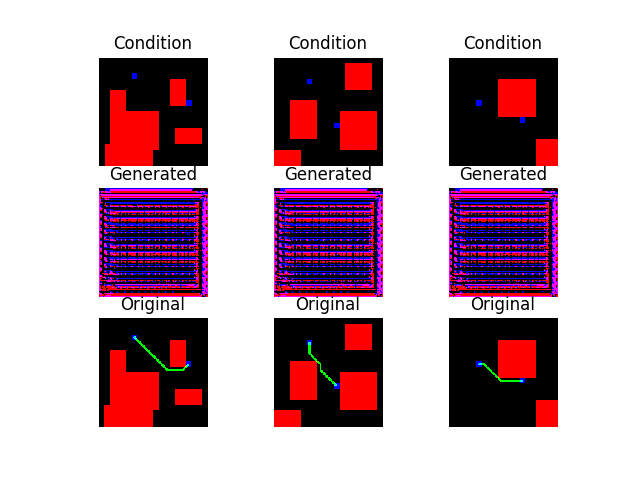 Condition Condition Condition
Generated Generated Generated
Original Original Original